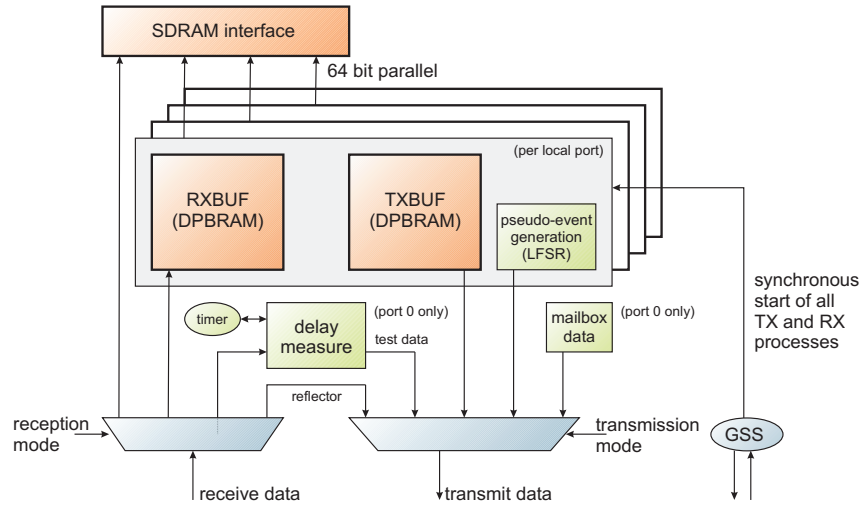 SDRAM interface
64 bit parallel
(per local port)
RXBUF
(DPBRAM)
TXBUF
(DPBRAM)
pseudo-event
generation
(LFSR)
synchronous
start of all
TX and RX
processes
timer
delay
measure
(port 0 only)
test data
mailbox
data
(port 0 only)
reflector
reception
mode
transmission
mode
GSS
receive data
transmit data